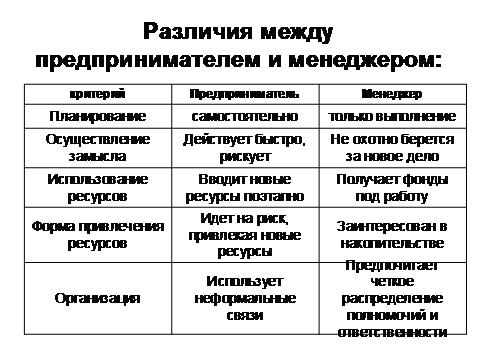 Различия между
предпринимателем и менеджером:
критерий Предприниматель Менеджер
Планирование самостоятельно только выполнение
Осуществление замысла Действует быстро, рискует Не охотно берется за новое дело
Использование ресурсов Вводит новые ресурсы поэтапно Получает фонды под работу
Форма привлечения ресурсов Идет на риск, привлекая новые ресурсы Заинтересован в накопительстве
Организация Использует неформальные связи Предпочитает четкое распределение полномочий и ответственности